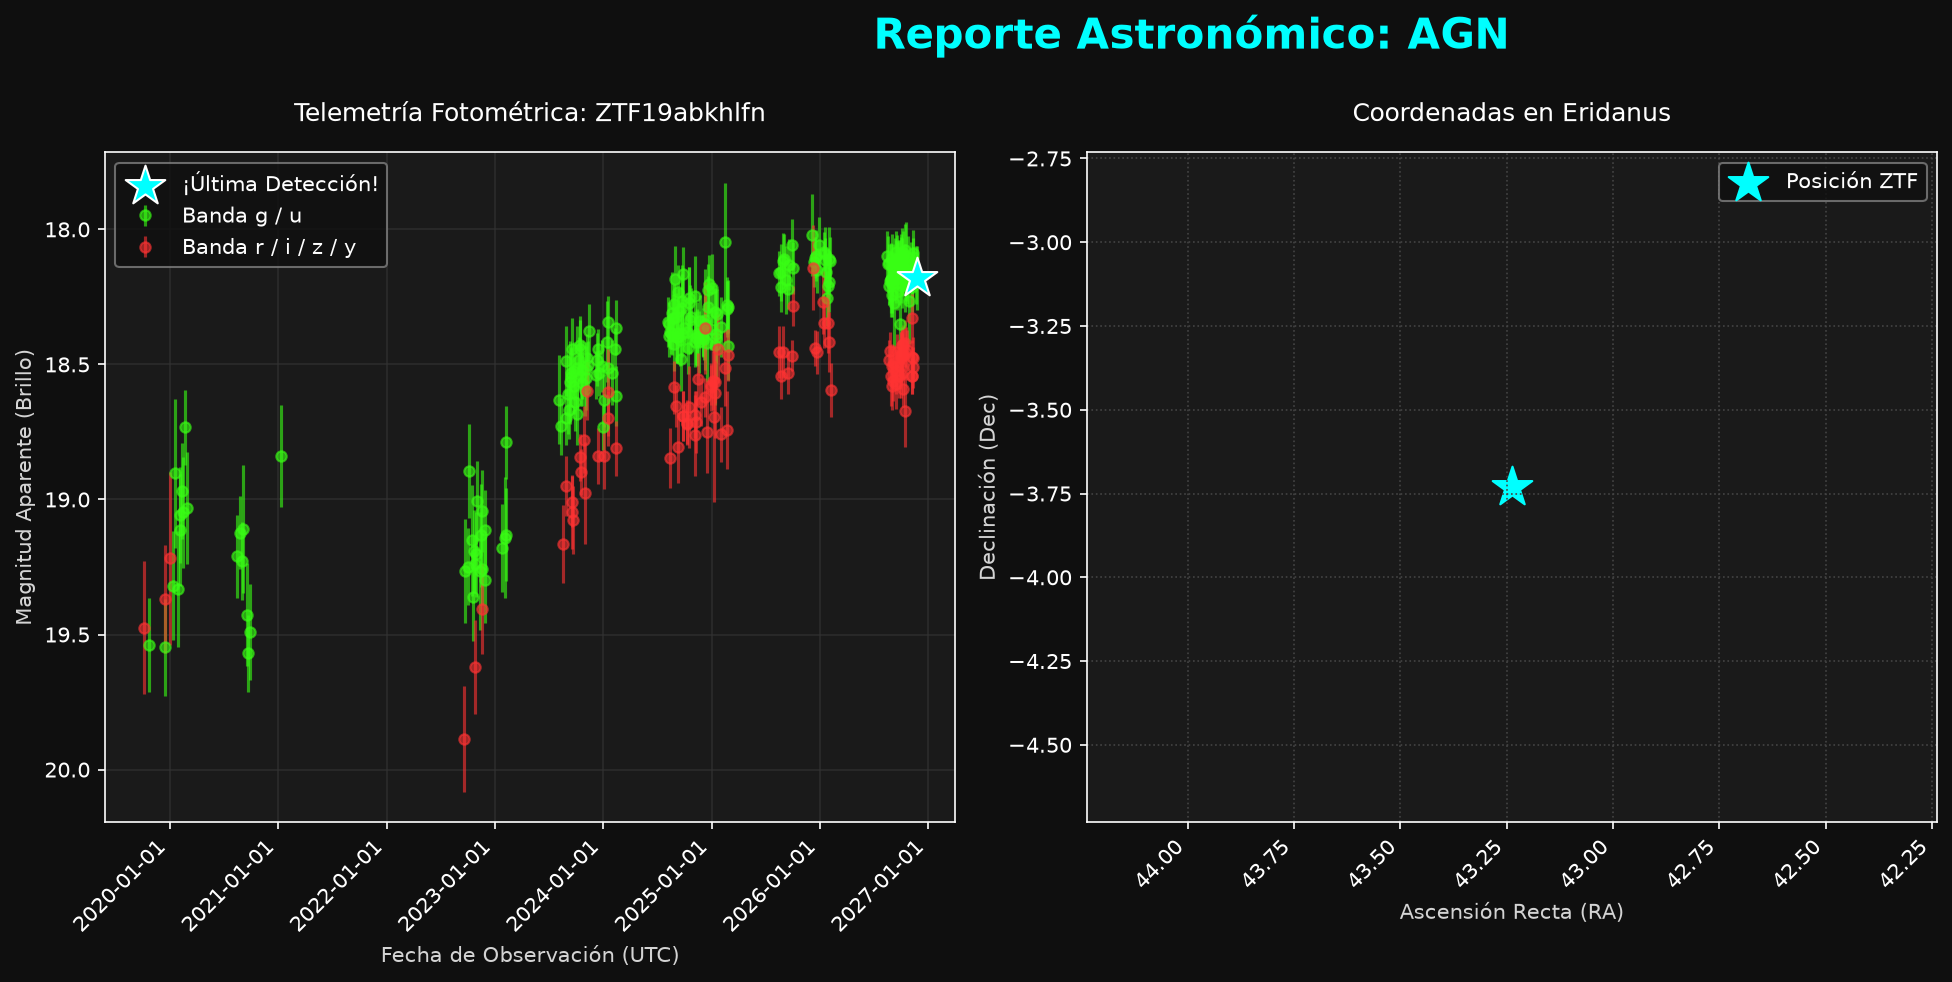 Reporte Astronómico: AGN
Telemetría Fotométrica: ZTF19abkhlfn
¡Última Detección!
Banda g / u
Banda r / i / z / y
Magnitud Aparente (Brillo)
18.0
18.5
19.0
19.5
20.0
2020-01-01
2021-01-01
2022-01-01
2023-01-01
2024-01-01
2025-01-01
2026-01-01
2027-01-01
Fecha de Observación (UTC)
Coordenadas en Eridanus
Posición ZTF
Declinación (Dec)
−2.75
−3.00
−3.25
−3.50
−3.75
−4.00
−4.25
−4.50
44.00
43.75
43.50
43.25
43.00
42.75
42.50
42.25
Ascensión Recta (RA)